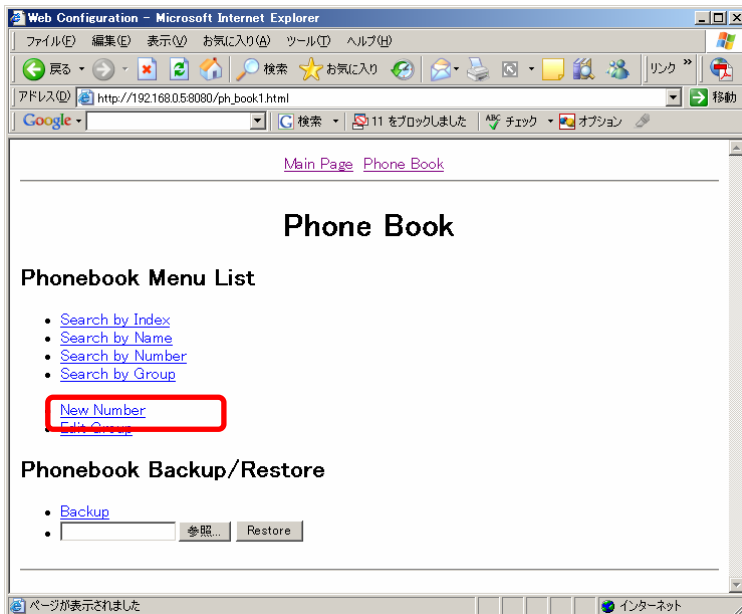 Web Configuration - Microsoft Internet Explorer
ファイル(F) 編集(E) 表示(V) お気に入り(A) ツール(T) ヘルプ(H)
戻る 検索 お気に入り リンク »
アドレス(D) http://192.168.0.5:8080/ph_book1.html 移動
Google 検索 11 をブロックしました ABC チェック オプション
Main Page Phone Book
Phone Book
Phonebook Menu List
Search by Index
Search by Name
Search by Number
Search by Group
New Number
Edit Group
Phonebook Backup/Restore
Backup
参照... Restore
ページが表示されました インターネット